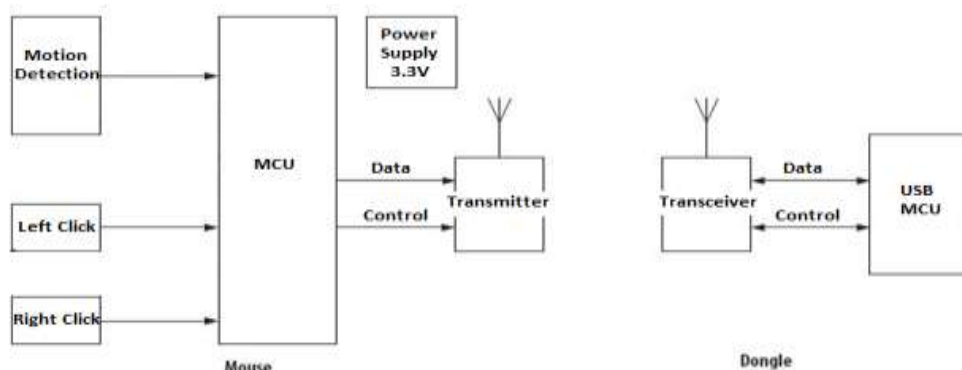 Motion
Detection
Left Click
Right Click
MCU
Power
Supply
3.3V
Data
Control
Transmitter
Mouse
Transceiver
Data
Control
USB
MCU
Dongle